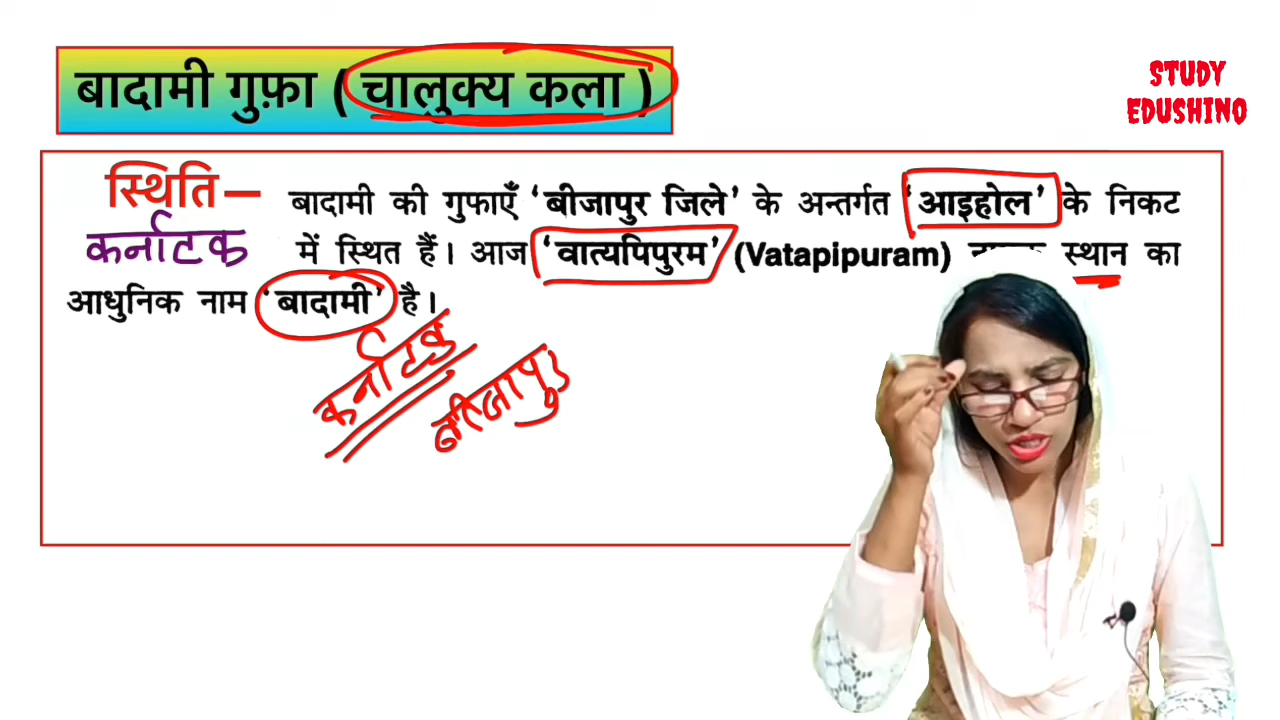 बादामी गुफ़ा ( चालुक्य कला )
STUDY
EDUSHINO
स्थिति— बादामी की गुफाएँ ‘बीजापुर जिले’ के अन्तर्गत ‘आइहोल’ के निकट
कर्नाटक में स्थित हैं। आज ‘वात्यपिपुरम’ (Vatapipuram) स्थान का
आधुनिक नाम ‘बादामी’ है।
कर्नाटक
बीजापुर